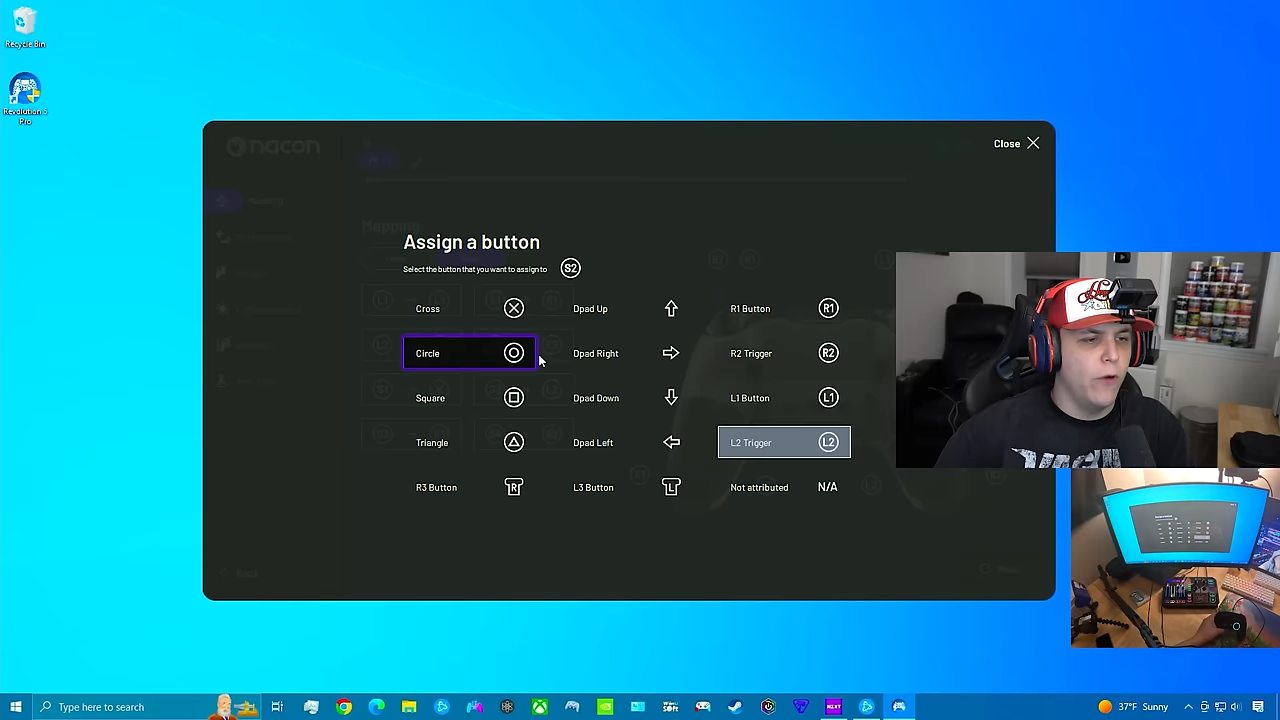 Recycle Bin
Revolution 5
Pro
nacon
Close
Mapping
Assign a button
Select the button that you want to assign to S2
Cross
Dpad Up
R1 Button R1
Circle
Dpad Right
R2 Trigger R2
Square
Dpad Down
L1 Button L1
Triangle
Dpad Left
L2 Trigger L2
R3 Button R
L3 Button L
Not attributed N/A
Back
Type here to search
37°F Sunny